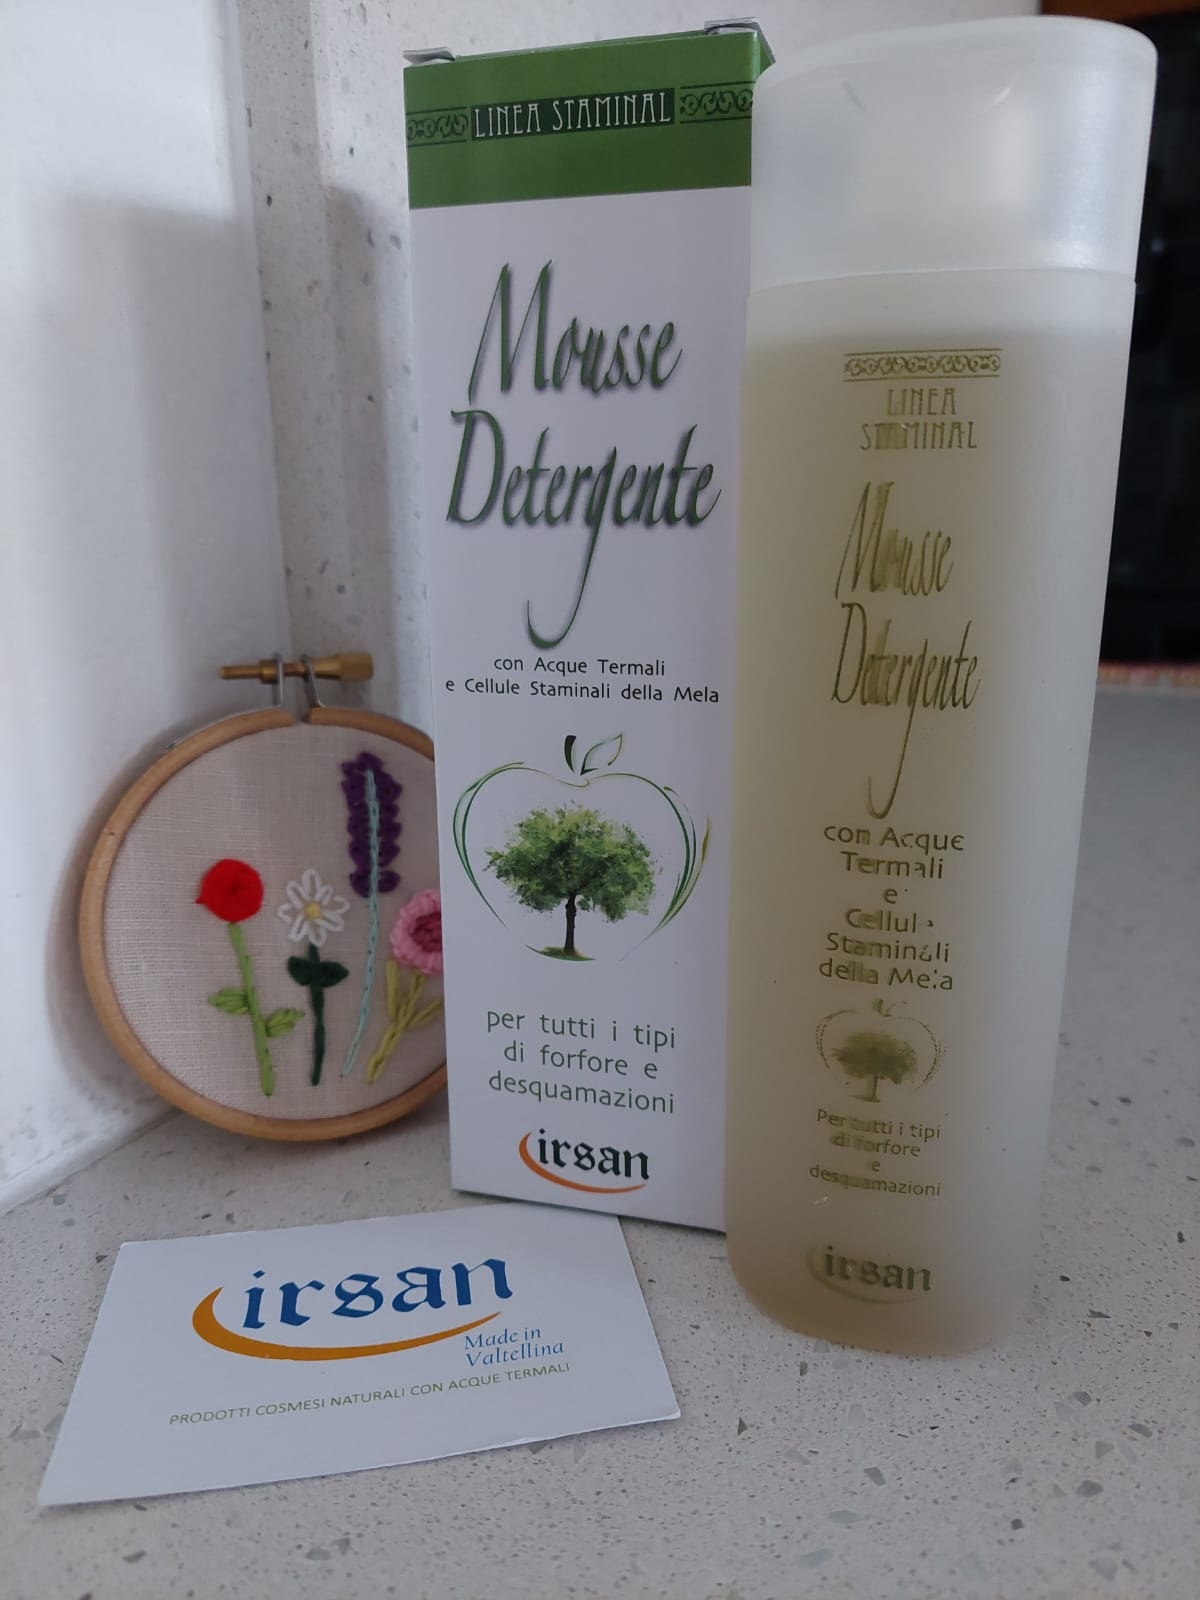 LINEA STAMINAL
Mousse
Detergente
con Acque Termali
e Cellule Staminali della Mela
per tutti i tipi
di forfore e
desquamazioni
irsan
LINEA
STAMINAL
Mousse
Detergente
con Acque
Termali
e
Cellule
Staminali
della Mela
Per tutti i tipi
di forfore
e
desquamazioni
irsan
irsan
Made in
Valtellina
PRODOTTI COSMESI NATURALI CON ACQUE TERMALI